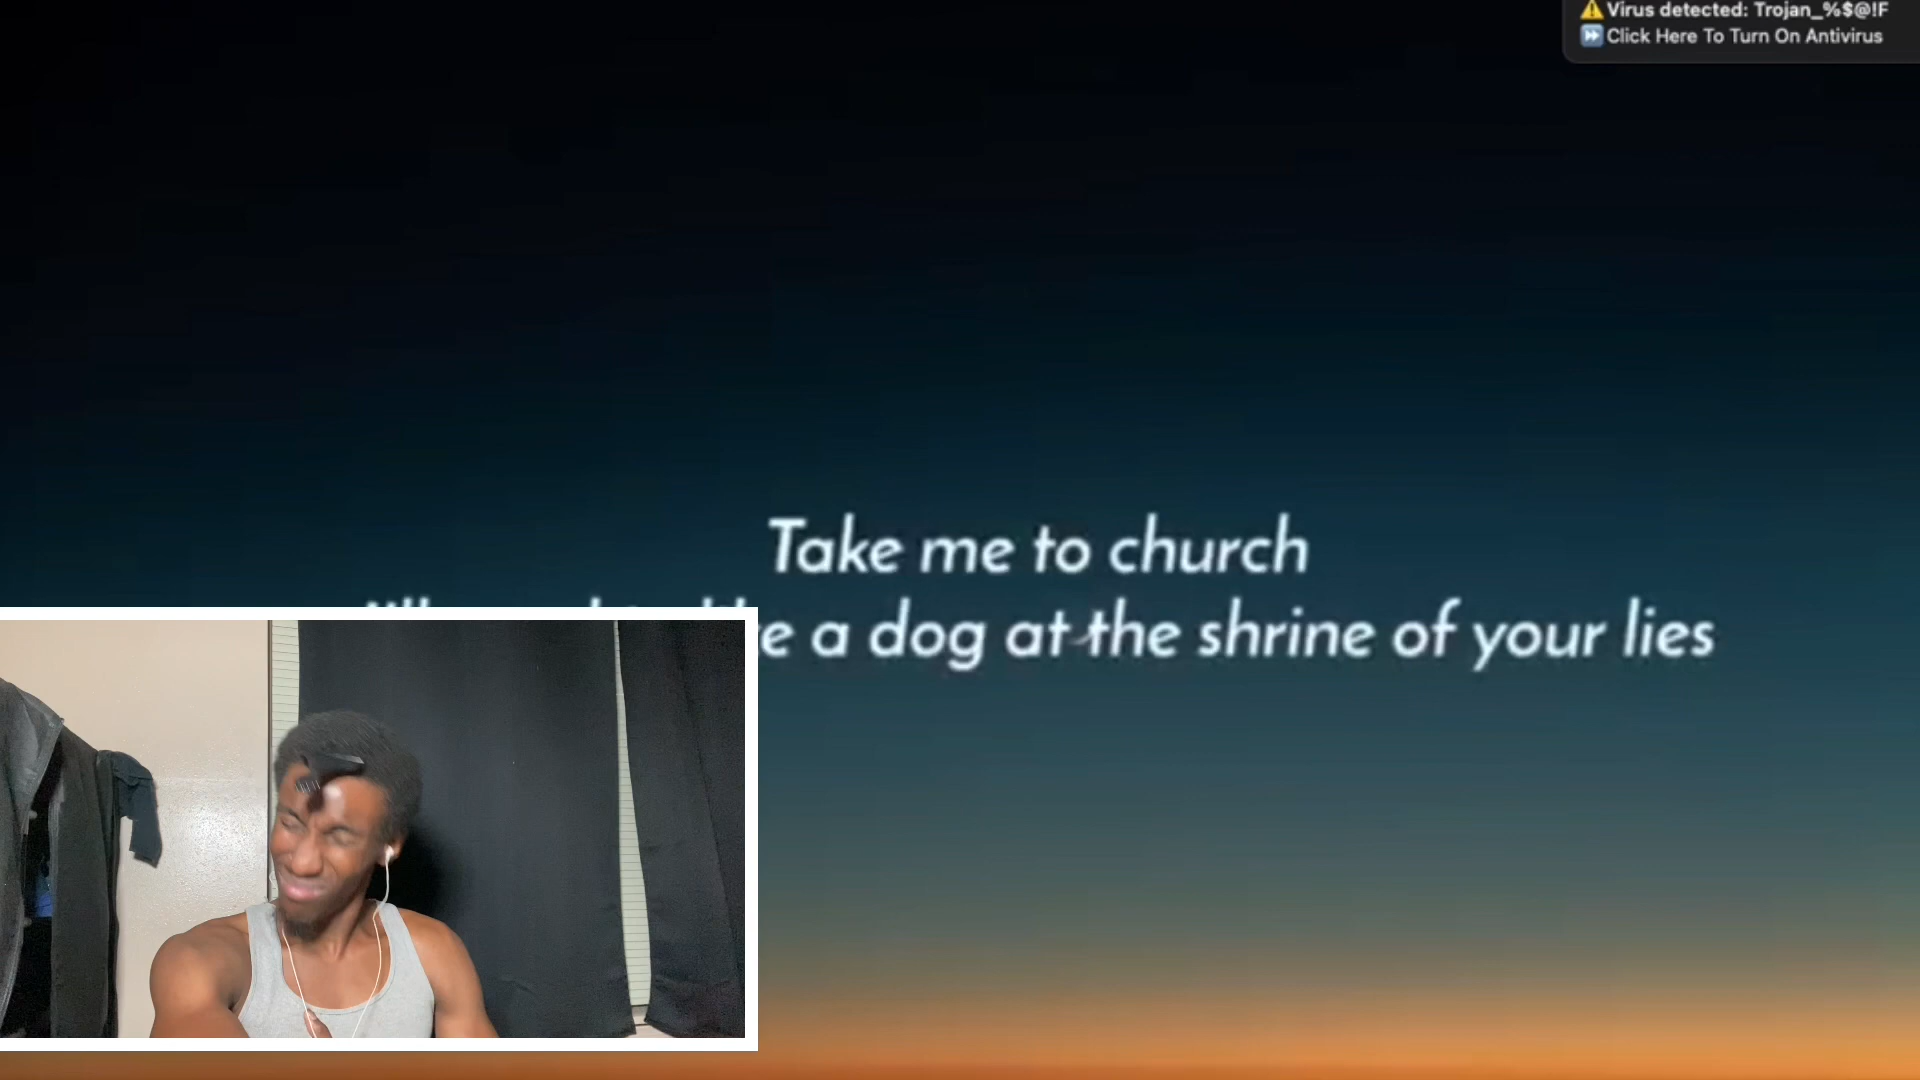 ⚠️Virus detected: Trojan_%$@!F
⏩Click Here To Turn On Antivirus
Take me to church
a dog at the shrine of your lies